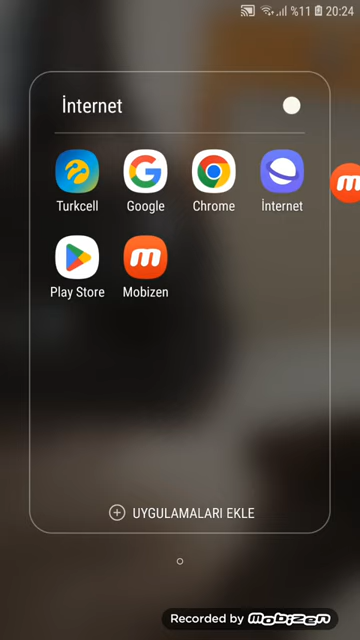 %11 20:24
İnternet
Turkcell Google Chrome İnternet
Play Store Mobizen
UYGULAMALARI EKLE
Recorded by Mobizen